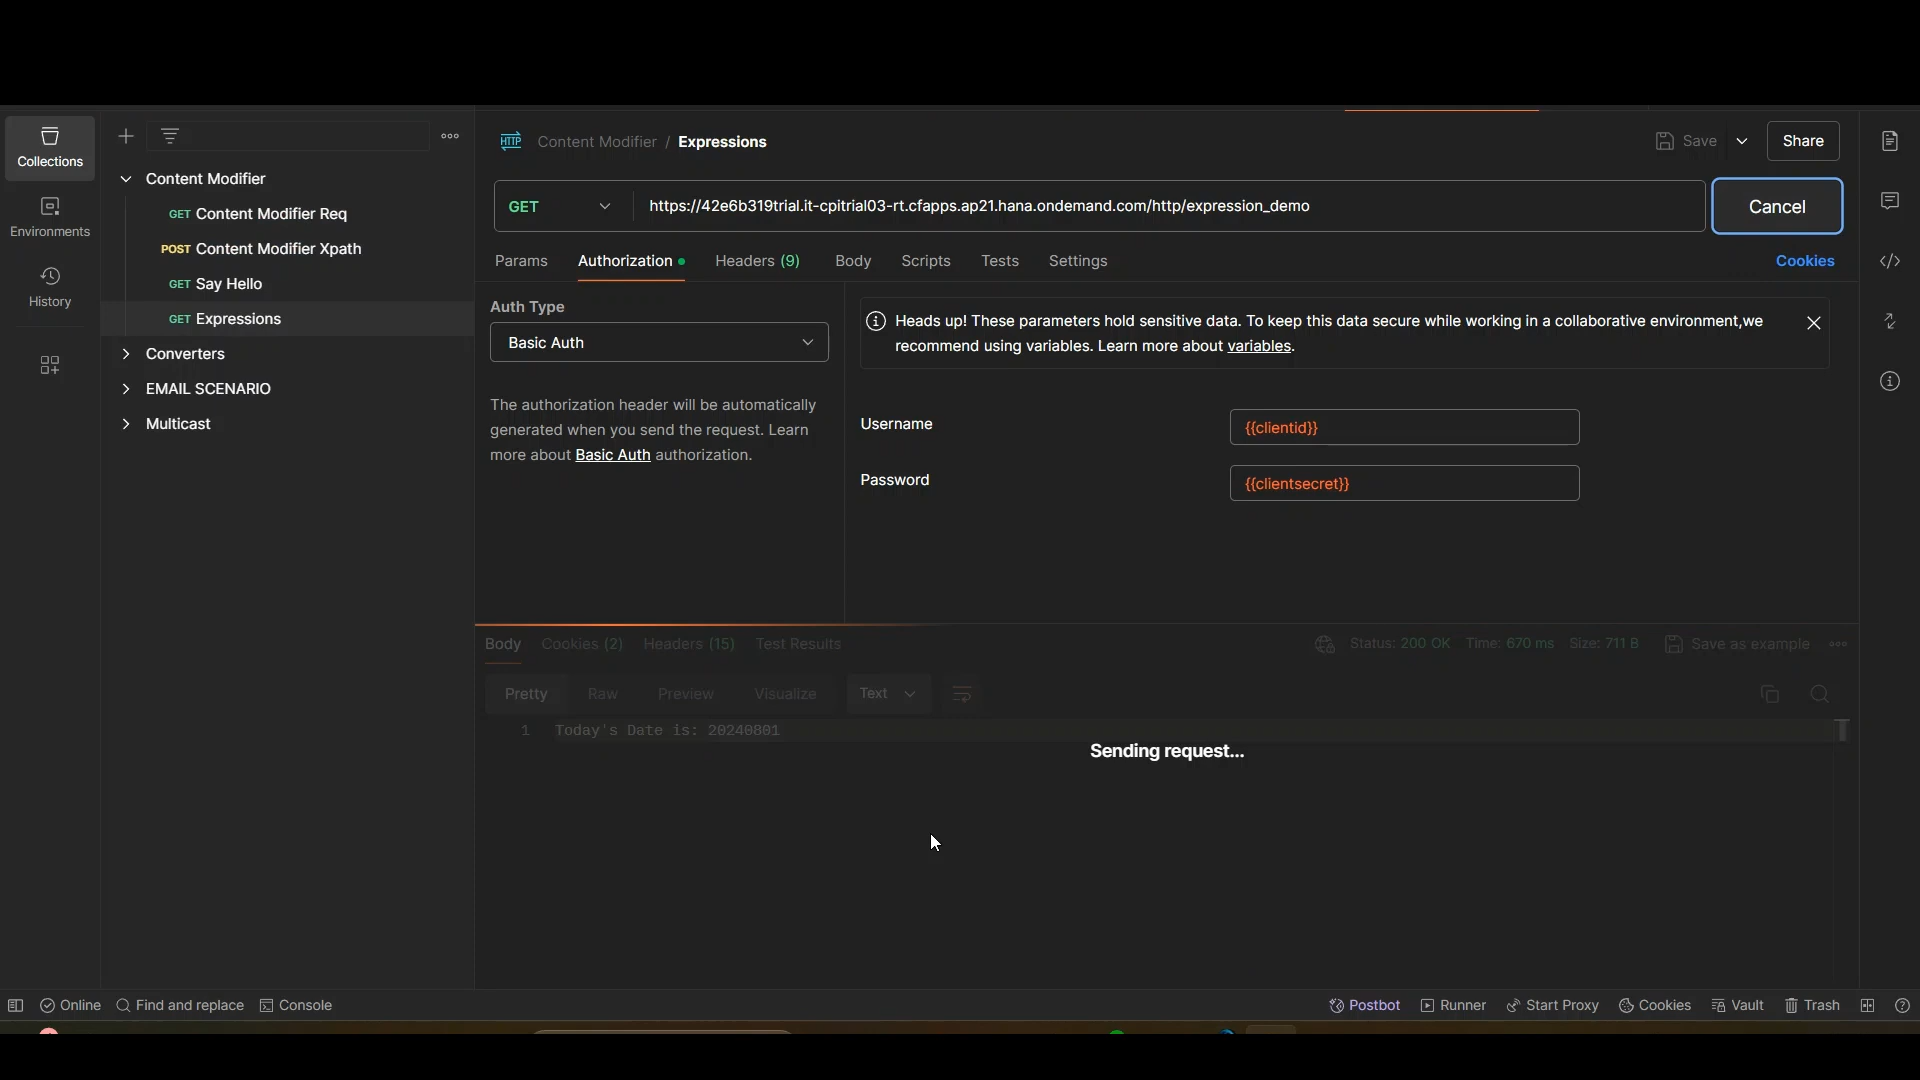 Collections
Environments
History
Content Modifier
GET Content Modifier Req
POST Content Modifier Xpath
GET Say Hello
GET Expressions
Converters
EMAIL SCENARIO
Multicast
HTTP Content Modifier / Expressions
Save
Share
GET
https://42e6b319trial.it-cpitrial03-rt.cfapps.ap21.hana.ondemand.com/http/expression_demo
Cancel
Params Authorization Headers (9) Body Scripts Tests Settings
Cookies
Auth Type
Basic Auth
The authorization header will be automatically
generated when you send the request. Learn
more about Basic Auth authorization.
Heads up! These parameters hold sensitive data. To keep this data secure while working in a collaborative environment,we
recommend using variables. Learn more about variables.
Username
{{clientid}}
Password
{{clientsecret}}
Body Cookies (2) Headers (15) Test Results
Status: 200 OK Time: 670 ms Size: 711 B Save as example
Pretty Raw Preview Visualize Text
1 Today's Date is: 20240801
Sending request...
Online Find and replace Console
Postbot Runner Start Proxy Cookies Vault Trash